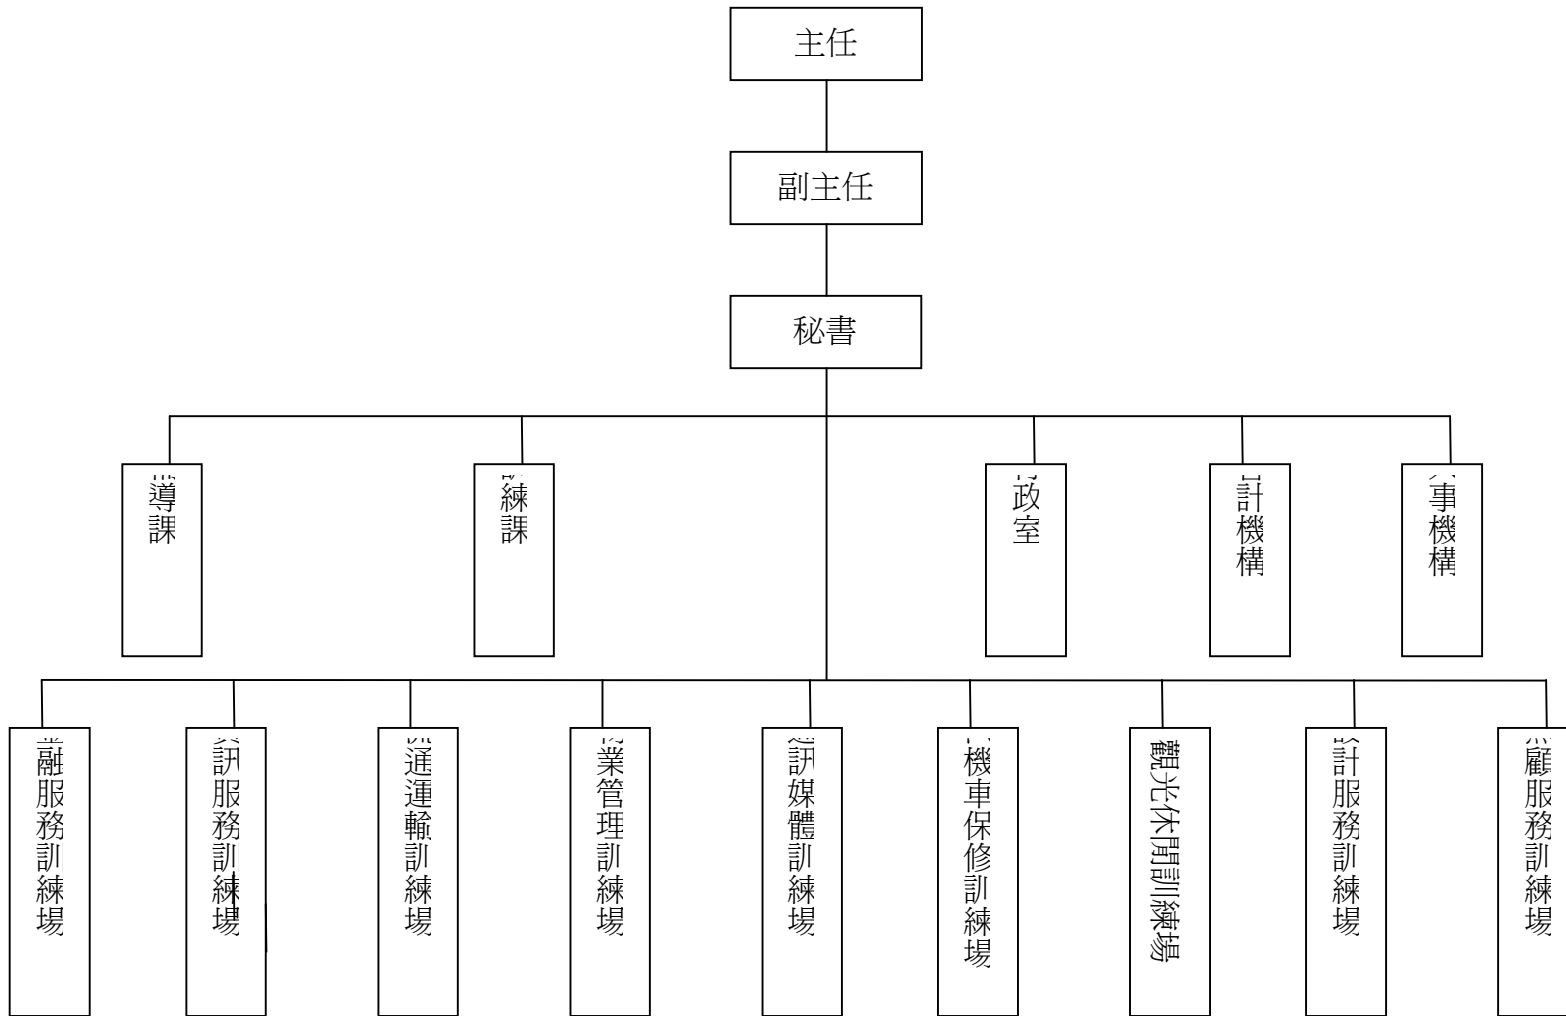 主任
副主任
秘書
導課
練課
政室
計機構
事機構
融服務訓練場
訊服務訓練場
通運輸訓練場
業管理訓練場
訊媒體訓練場
機車保修訓練場
觀光休閒訓練場
計服務訓練場
顧服務訓練場